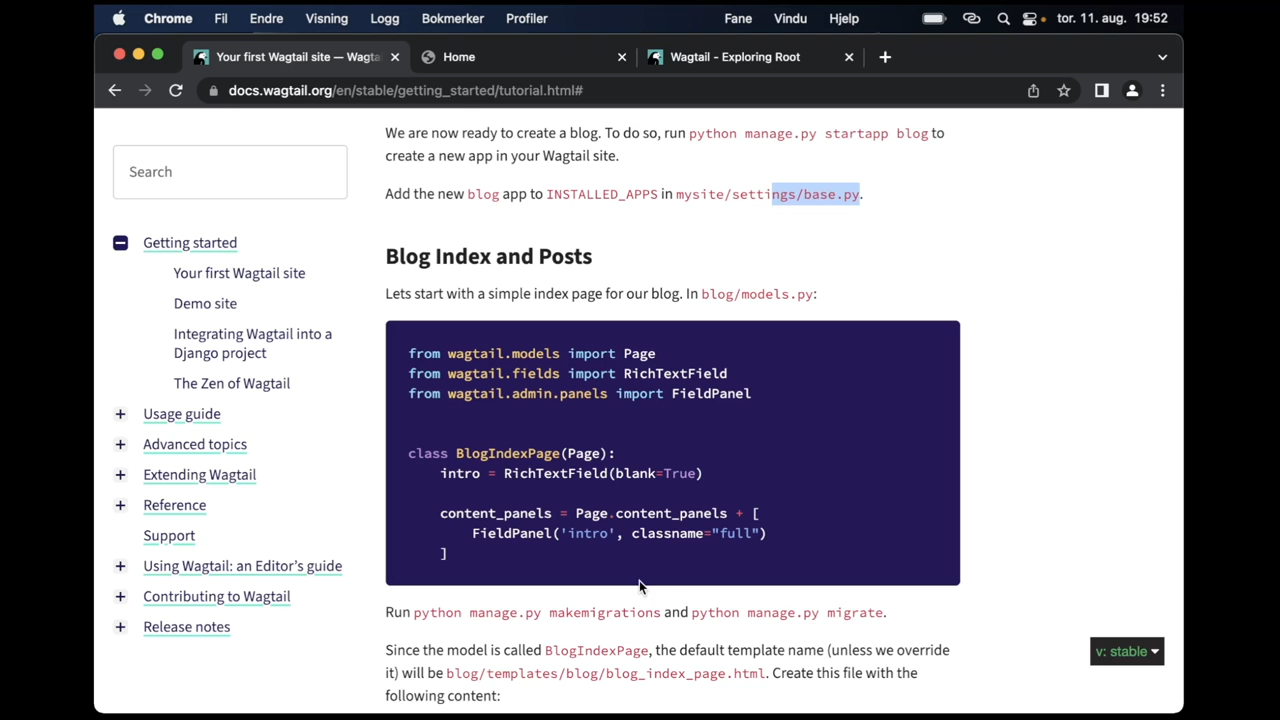 Chrome Fil Endre Visning Logg Bokmerker Profiler Fane Vindu Hjelp tor. 11. aug. 19:52
Your first Wagtail site — Wagta Home Wagtail - Exploring Root
docs.wagtail.org/en/stable/getting_started/tutorial.html#
Search
Getting started
Your first Wagtail site
Demo site
Integrating Wagtail into a
Django project
The Zen of Wagtail
Usage guide
Advanced topics
Extending Wagtail
Reference
Support
Using Wagtail: an Editor’s guide
Contributing to Wagtail
Release notes
We are now ready to create a blog. To do so, run python manage.py startapp blog to
create a new app in your Wagtail site.
Add the new blog app to INSTALLED_APPS in mysite/settings/base.py.
Blog Index and Posts
Lets start with a simple index page for our blog. In blog/models.py:
from wagtail.models import Page
from wagtail.fields import RichTextField
from wagtail.admin.panels import FieldPanel
class BlogIndexPage(Page):
intro = RichTextField(blank=True)
content_panels = Page.content_panels + [
FieldPanel('intro', classname="full")
]
Run python manage.py makemigrations and python manage.py migrate.
Since the model is called BlogIndexPage, the default template name (unless we override
it) will be blog/templates/blog/blog_index_page.html. Create this file with the
following content:
v: stable